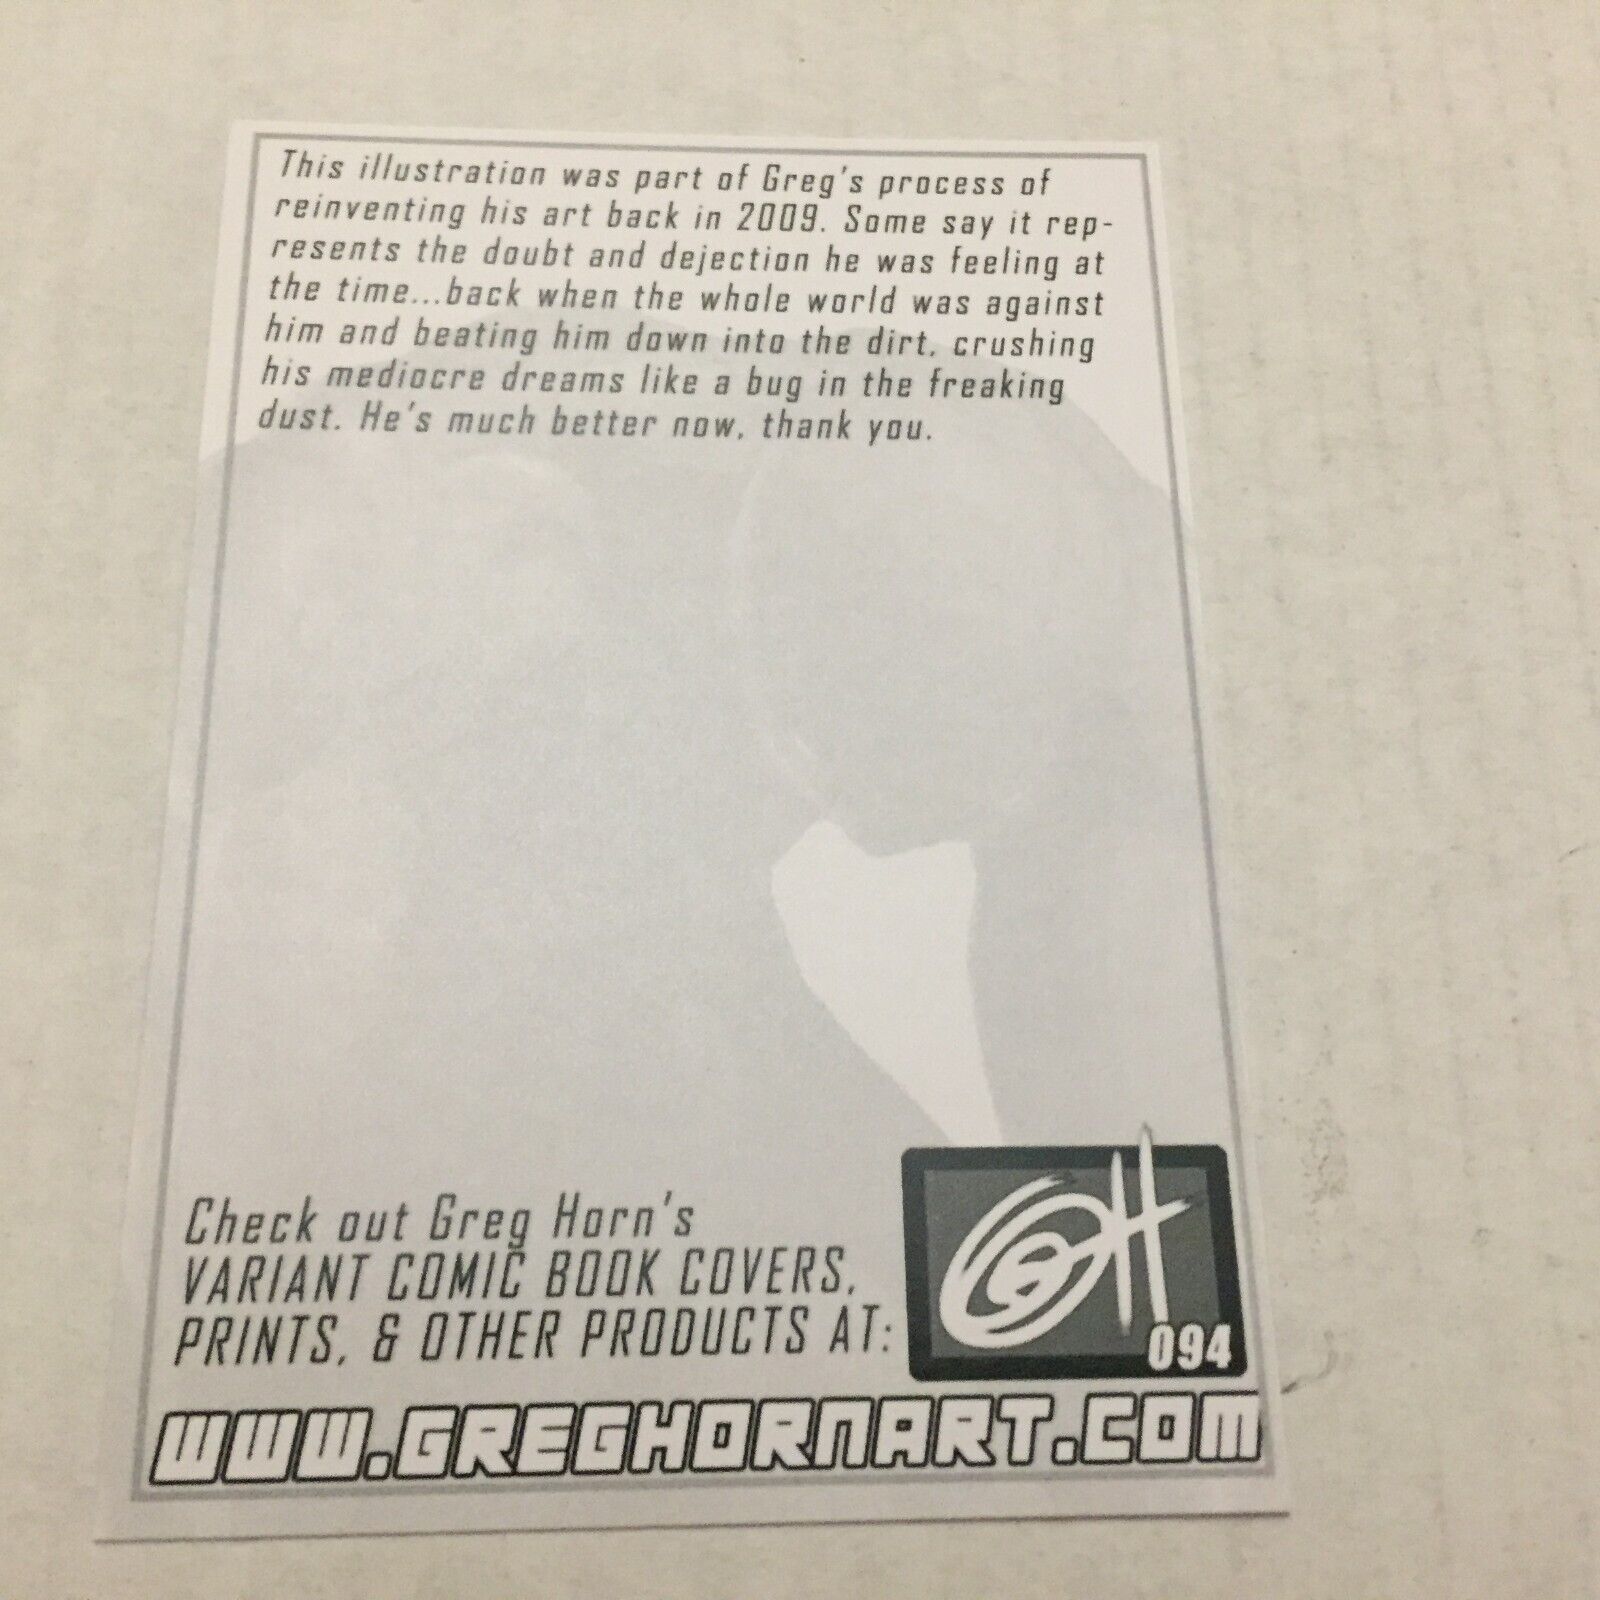 This illustration was part of Greg's process of
reinventing his art back in 2009. Some say it rep-
resents the doubt and dejection he was feeling at
the time...back when the whole world was against
him and beating him down into the dirt, crushing
his mediocre dreams like a bug in the freaking
dust. He's much better now, thank you.
Check out Greg Horn's
VARIANT COMIC BOOK COVERS,
PRINTS, & OTHER PRODUCTS AT:
GH
094
WWW.GREGHORNART.COM